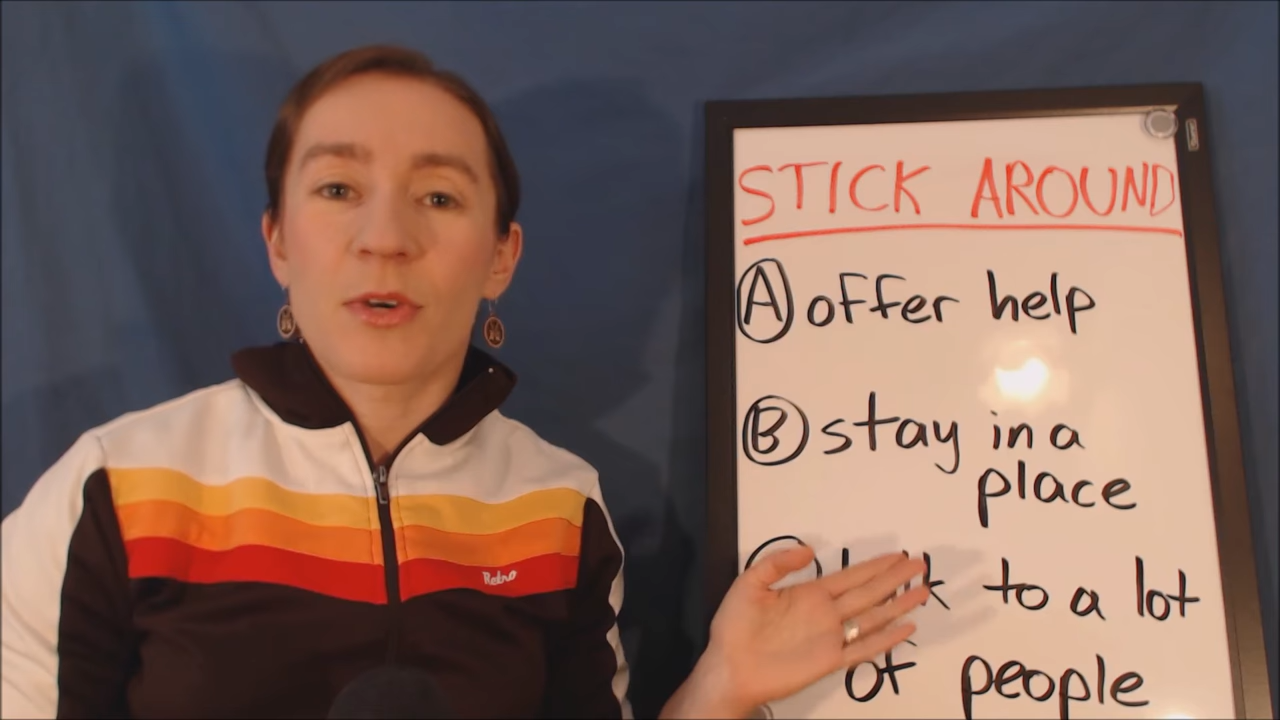 STICK AROUND
A offer help
B stay in a
place
to a lot
of people
Retro